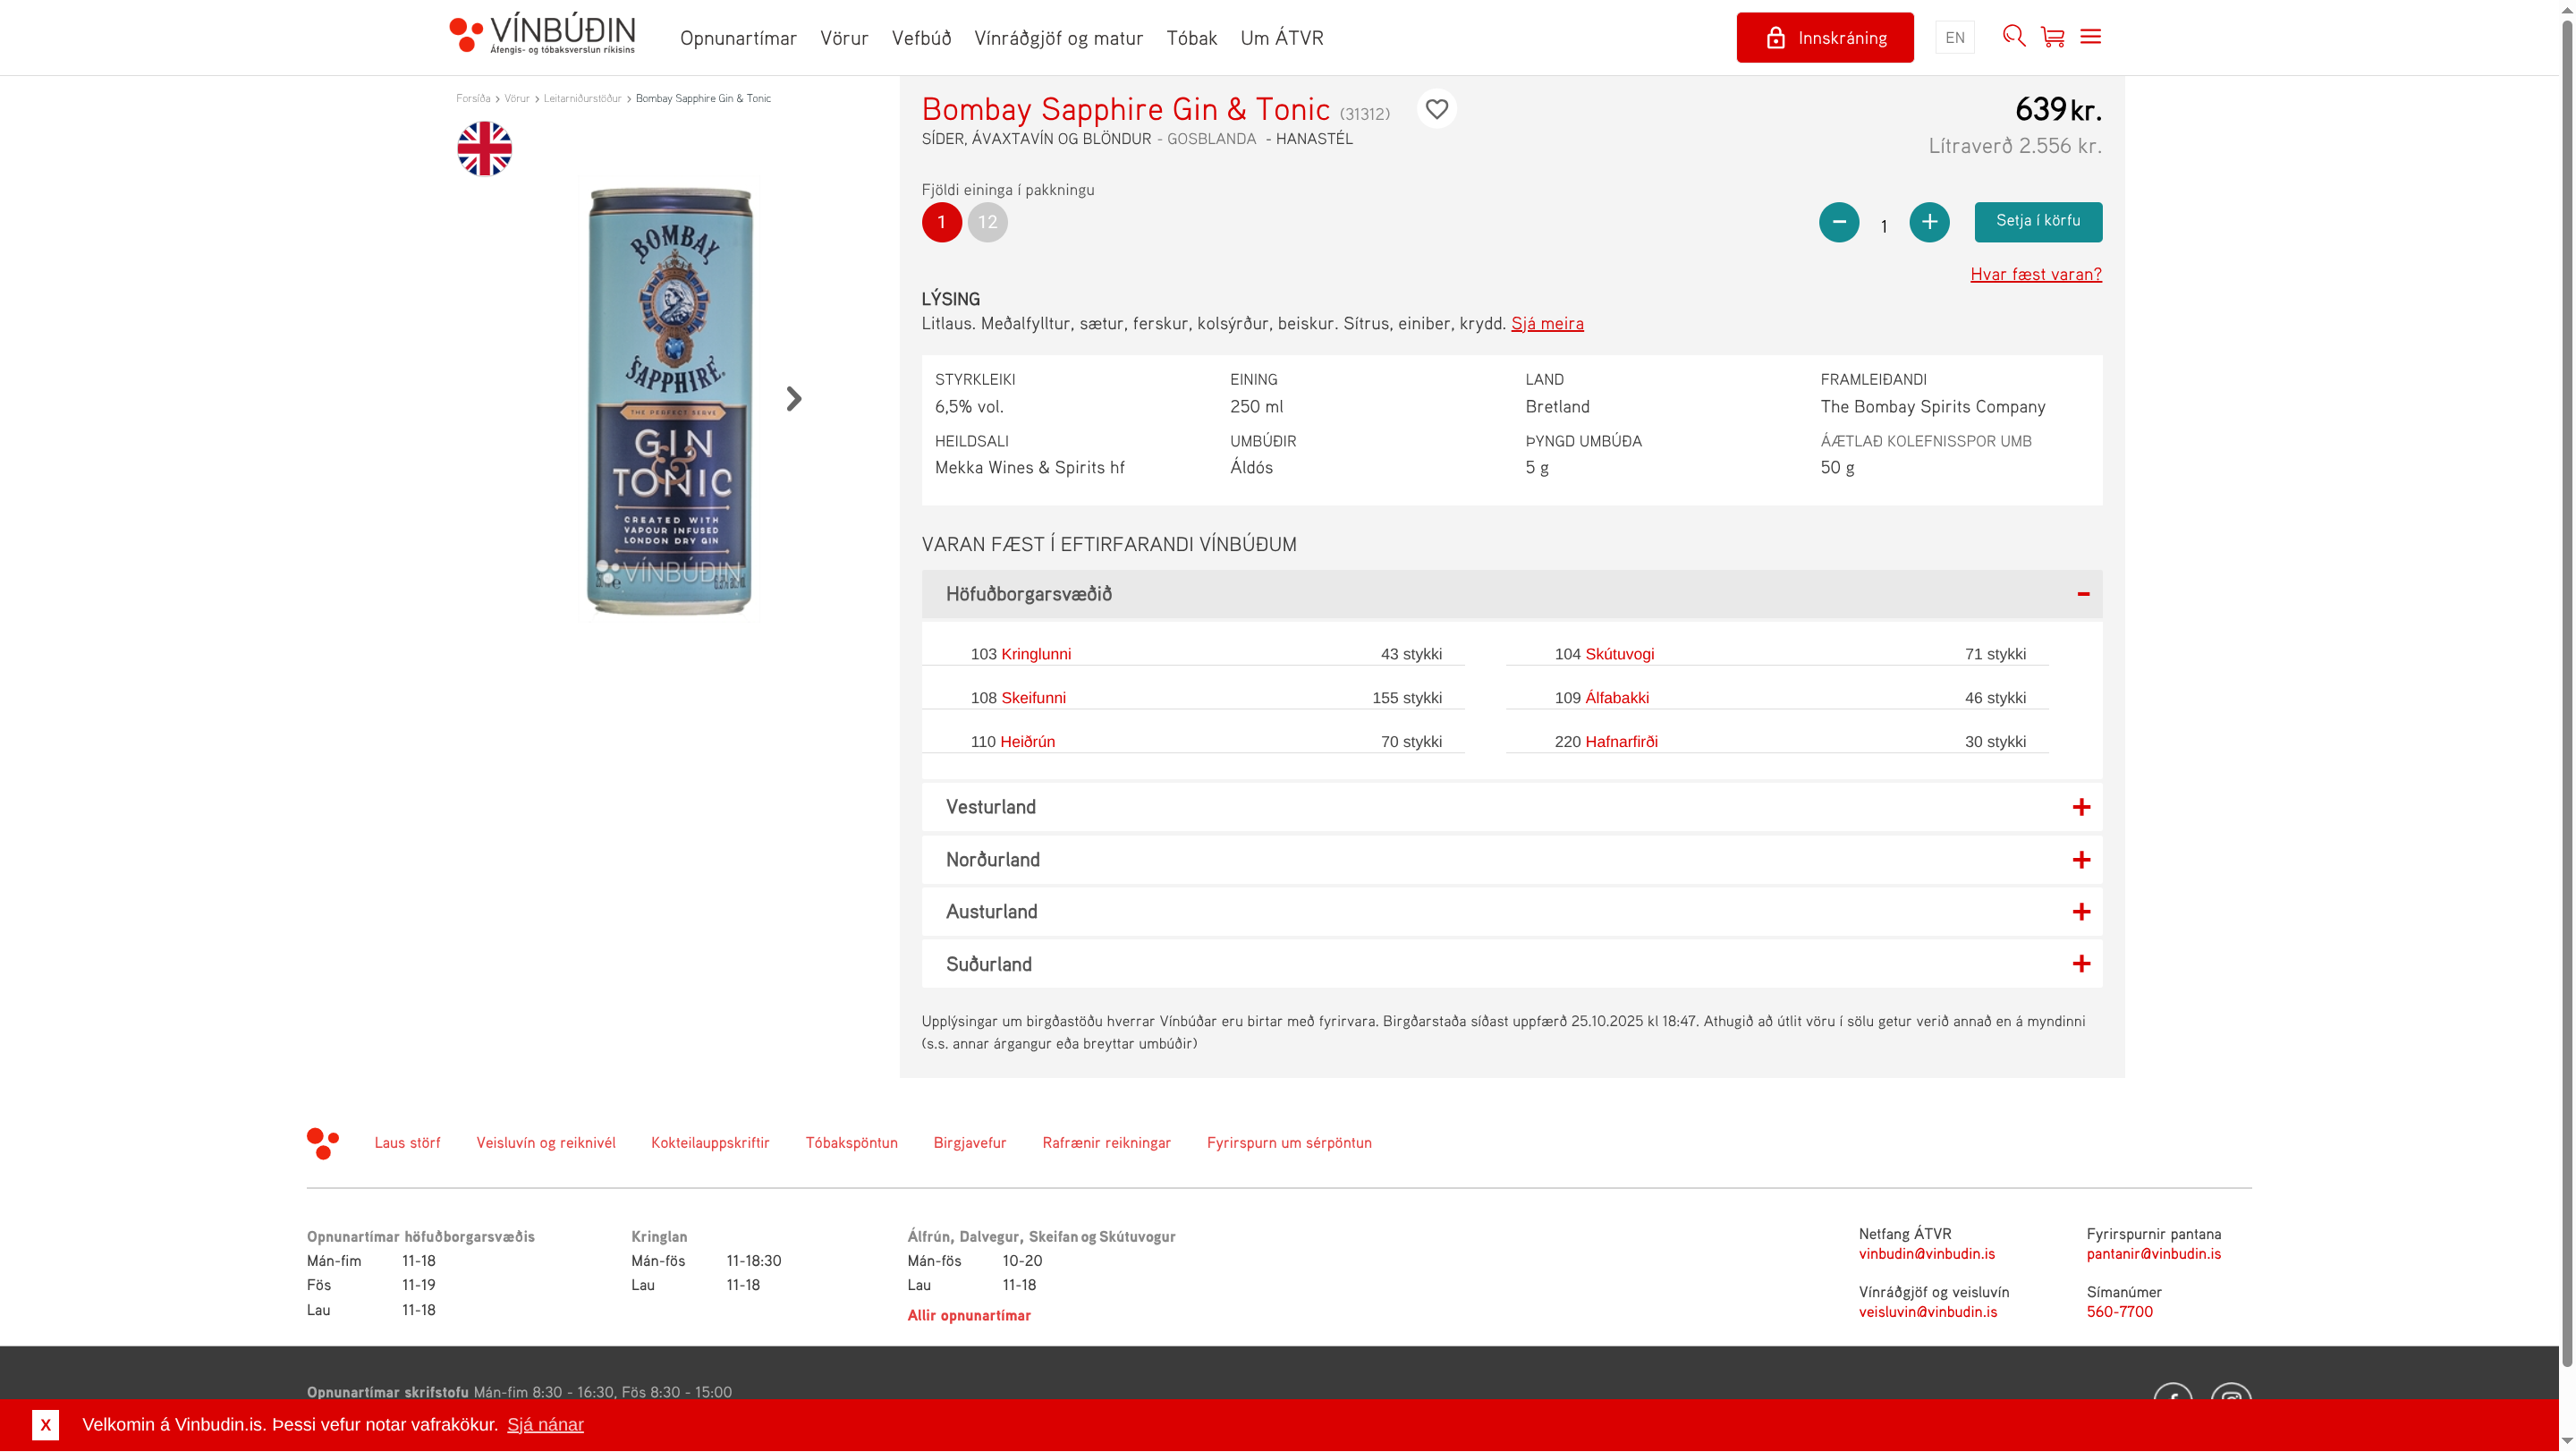 VÍNBÚÐIN
Áfengis- og tóbaksverslun ríkisins
Opnunartímar Vörur Vefbúð Vínráðgjöf og matur Tóbak Um ÁTVR
Innskráning
EN
Forsíða > Vörur > Leitarniðurstöður > Bombay Sapphire Gin & Tonic
BOMBAY
SAPPHIRE
THE PERFECT SERVE
GIN
&
TONIC
CREATED WITH
VAPOUR INFUSED
LONDON DRY GIN
VÍNBÚÐIN
Bombay Sapphire Gin & Tonic (31312)
SÍDER, ÁVAXTAVÍN OG BLÖNDUR - GOSBLANDA - HANASTÉL
639 kr.
Lítraverð 2.556 kr.
Fjöldi eininga í pakkningu
1 12
- 1 + Setja í körfu
Hvar fæst varan?
LÝSING
Litlaus. Meðalfylltur, sætur, ferskur, kolsýrður, beiskur. Sítrus, einiber, krydd. Sjá meira
STYRKLEIKI EINING LAND FRAMLEIÐANDI
6,5% vol. 250 ml Bretland The Bombay Spirits Company
HEILDSALI UMBÚÐIR ÞYNGD UMBÚÐA ÁÆTLAÐ KOLEFNISSPOR UMB
Mekka Wines & Spirits hf Áldós 5 g 50 g
VARAN FÆST Í EFTIRFARANDI VÍNBÚÐUM
Höfuðborgarsvæðið -
103 Kringlunni 43 stykki 104 Skútuvogi 71 stykki
108 Skeifunni 155 stykki 109 Álfabakki 46 stykki
110 Heiðrún 70 stykki 220 Hafnarfirði 30 stykki
Vesturland +
Norðurland +
Austurland +
Suðurland +
Upplýsingar um birgðastöðu hverrar Vínbúðar eru birtar með fyrirvara. Birgðarstaða síðast uppfærð 25.10.2025 kl 18:47. Athugið að útlit vöru í sölu getur verið annað en á myndinni
(s.s. annar árgangur eða breyttar umbúðir)
Laus störf Veisluvín og reiknivél Kokteilauppskriftir Tóbakspöntun Birgjavefur Rafrænir reikningar Fyrirspurn um sérpöntun
Opnunartímar höfuðborgarsvæðis
Mán-fim 11-18
Fös 11-19
Lau 11-18
Kringlan
Mán-fös 11-18:30
Lau 11-18
Álfrún, Dalvegur, Skeifan og Skútuvogur
Mán-fös 10-20
Lau 11-18
Allir opnunartímar
Netfang ÁTVR
vinbudin@vinbudin.is
Vínráðgjöf og veisluvín
veisluvin@vinbudin.is
Fyrirspurnir pantana
pantanir@vinbudin.is
Símanúmer
560-7700
Opnunartímar skrifstofu Mán-fim 8:30 - 16:30, Fös 8:30 - 15:00
X Velkomin á Vinbudin.is. Þessi vefur notar vafrakökur. Sjá nánar